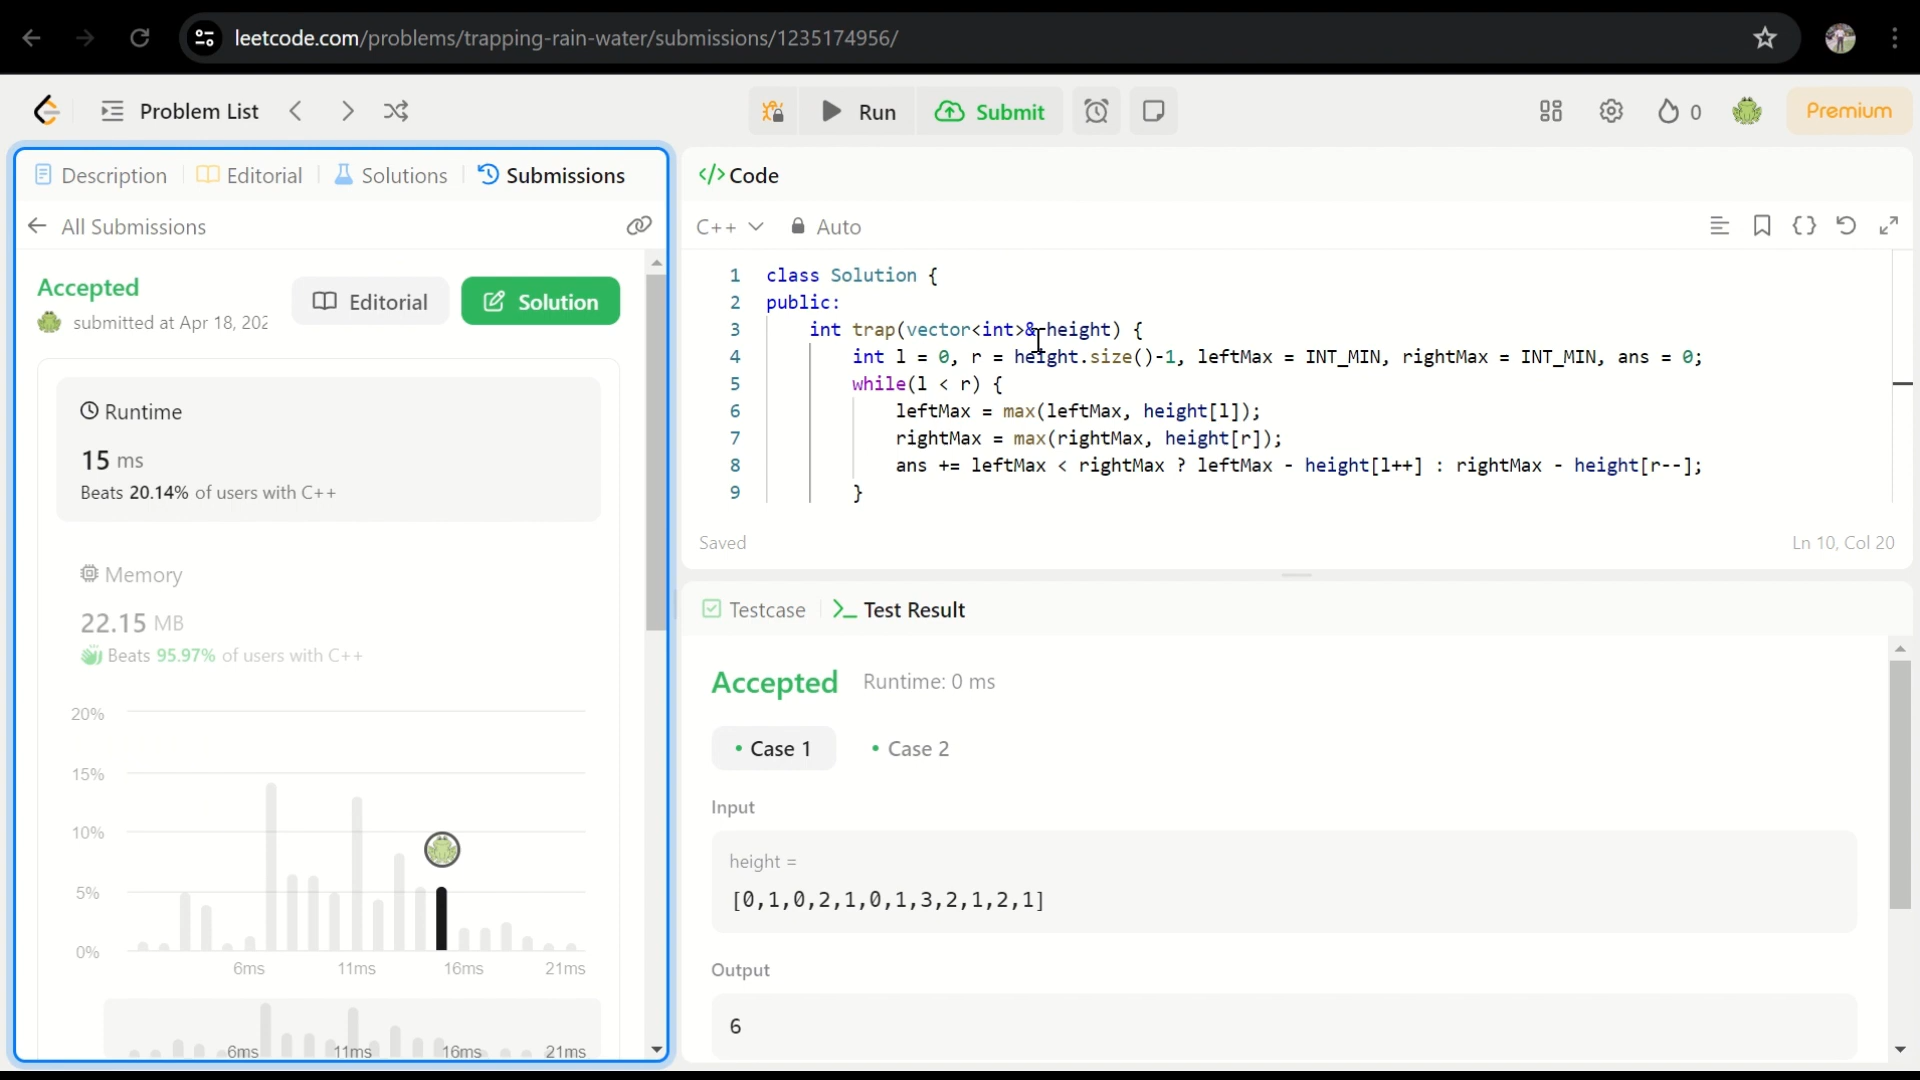 leetcode.com/problems/trapping-rain-water/submissions/1235174956/
Problem List
Run
Submit
0
Premium
Description
Editorial
Solutions
Submissions
All Submissions
Accepted
Editorial
Solution
submitted at Apr 18, 202
Runtime
15 ms
Beats 20.14% of users with C++
Memory
22.15 MB
Beats 95.97% of users with C++
20%
15%
10%
5%
0%
6ms 11ms 16ms 21ms
6ms 11ms 16ms 21ms
</> Code
C++
Auto
1 class Solution {
2 public:
3 int trap(vector<int>& height) {
4 int l = 0, r = height.size()-1, leftMax = INT_MIN, rightMax = INT_MIN, ans = 0;
5 while(l < r) {
6 leftMax = max(leftMax, height[l]);
7 rightMax = max(rightMax, height[r]);
8 ans += leftMax < rightMax ? leftMax - height[l++] : rightMax - height[r--];
9 }
Saved
Ln 10, Col 20
Testcase
Test Result
Accepted
Runtime: 0 ms
• Case 1
• Case 2
Input
height =
[0,1,0,2,1,0,1,3,2,1,2,1]
Output
6